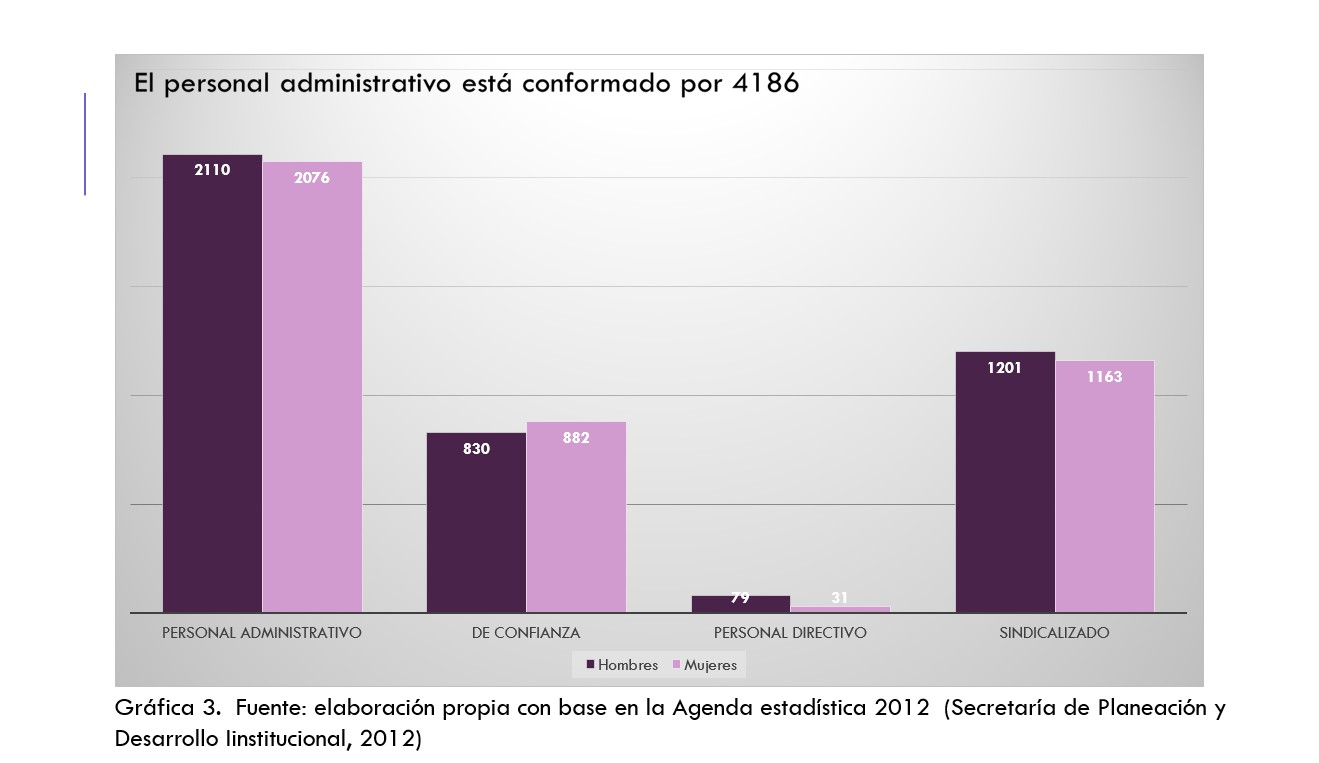 El personal administrativo está conformado por 4186
2110
2076
830
882
79
31
1201
1163
PERSONAL ADMINISTRATIVO
DE CONFIANZA
PERSONAL DIRECTIVO
SINDICALIZADO
Hombres Mujeres
Gráfica 3. Fuente: elaboración propia con base en la Agenda estadística 2012 (Secretaría de Planeación y
Desarrollo Iinstitucional, 2012)